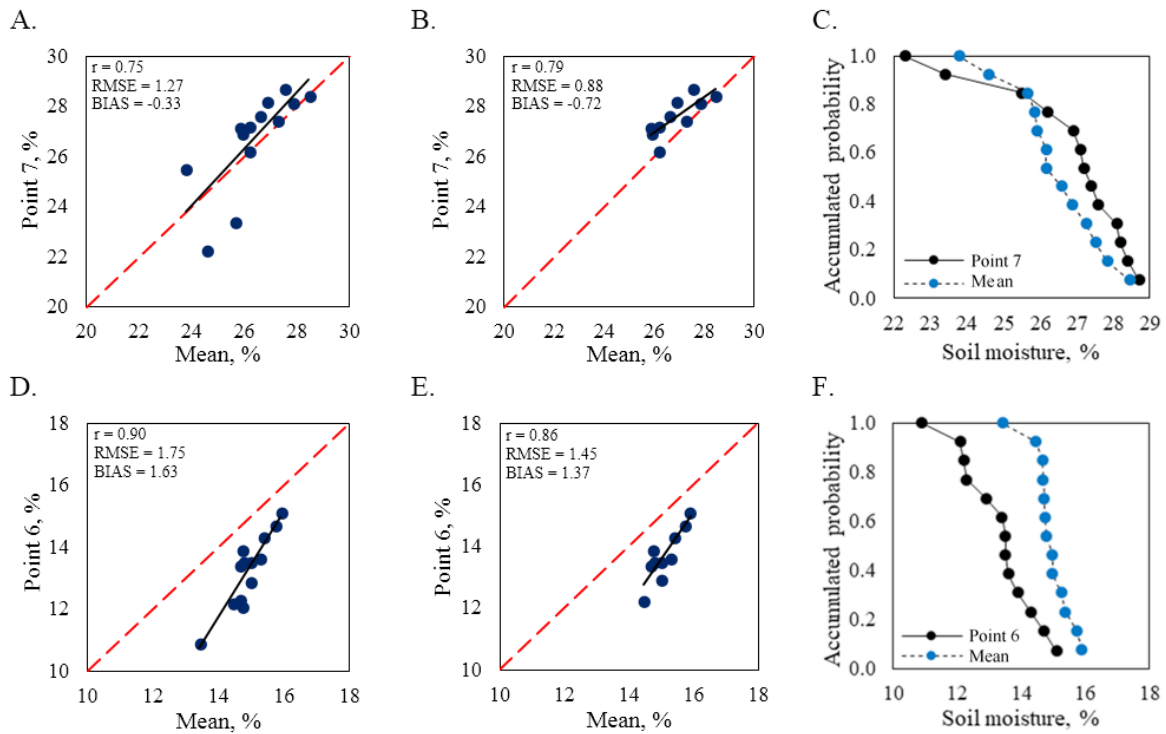 A.
r = 0.75
RMSE = 1.27
BIAS = -0.33
Point 7, %
30
28
26
24
22
20
20 22 24 26 28 30
Mean, %
B.
r = 0.79
RMSE = 0.88
BIAS = -0.72
Point 7, %
30
28
26
24
22
20
20 22 24 26 28 30
Mean, %
C.
Accumulated probability
1.0
0.8
0.6
0.4
0.2
0.0
Point 7
Mean
22 23 24 25 26 27 28 29
Soil moisture, %
D.
r = 0.90
RMSE = 1.75
BIAS = 1.63
Point 6, %
18
16
14
12
10
10 12 14 16 18
Mean, %
E.
r = 0.86
RMSE = 1.45
BIAS = 1.37
Point 6, %
18
16
14
12
10
10 12 14 16 18
Mean, %
F.
Accumulated probability
1.0
0.8
0.6
0.4
0.2
0.0
Point 6
Mean
10 12 14 16 18
Soil moisture, %